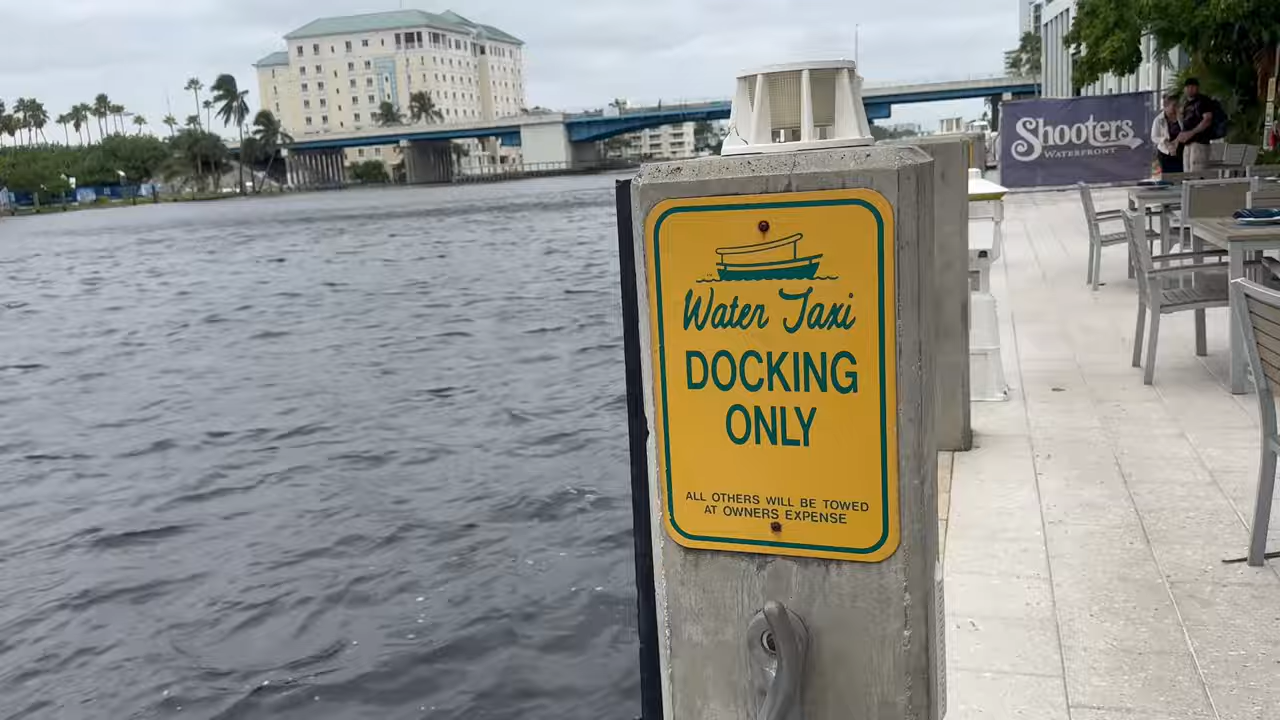 Water Taxi
DOCKING
ONLY
ALL OTHERS WILL BE TOWED
AT OWNERS EXPENSE
Shooters
WATERFRONT